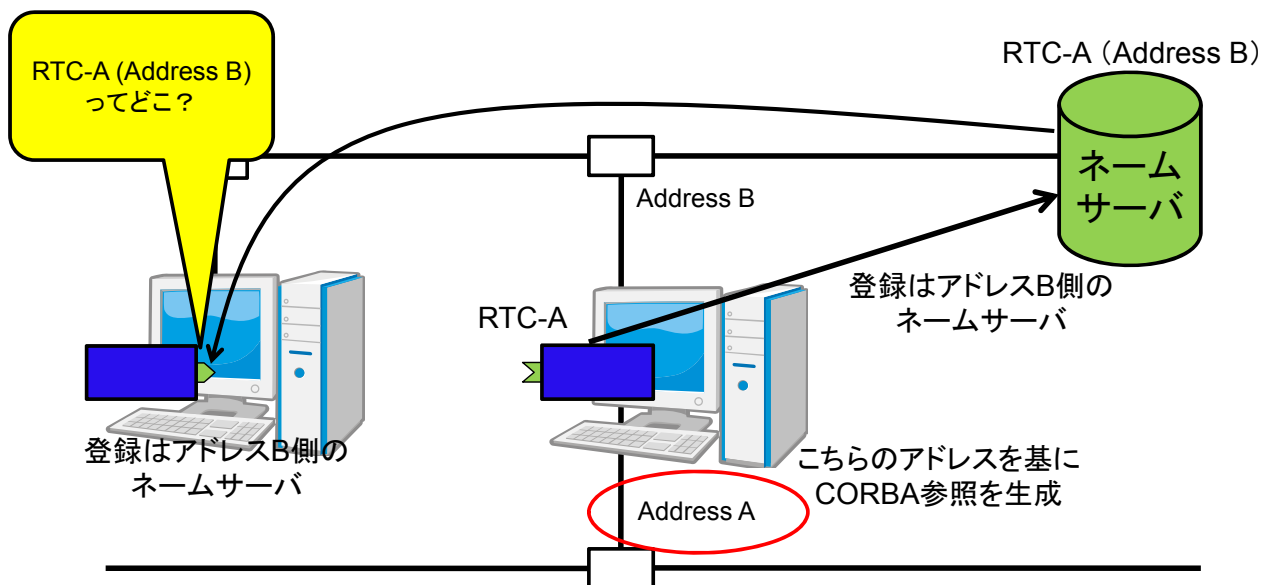 RTC-A (Address B)
ってどこ？
RTC-A（Address B）
ネーム
サーバ
Address B
登録はアドレスB側の
ネームサーバ
RTC-A
登録はアドレスB側の
ネームサーバ
こちらのアドレスを基に
CORBA参照を生成
Address A